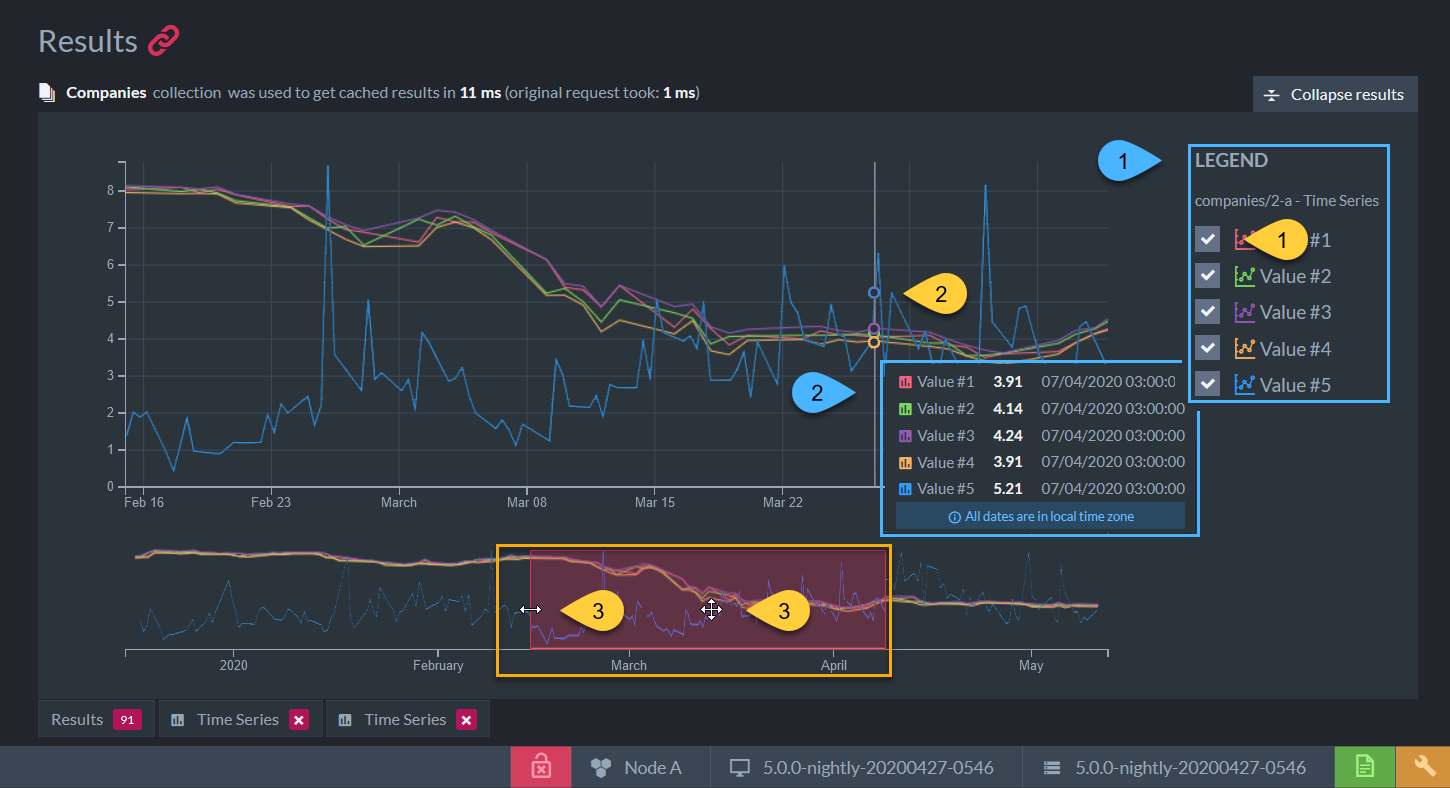 Results
Companies collection was used to get cached results in 11 ms (original request took: 1 ms)
Collapse results
1
LEGEND
companies/2-a - Time Series
1 #1
Value #2
Value #3
Value #4
Value #5
8
7
6
5
4
3
2
1
0
Feb 16 Feb 23 March Mar 08 Mar 15 Mar 22
2
2
Value #1 3.91 07/04/2020 03:00:0
Value #2 4.14 07/04/2020 03:00:00
Value #3 4.24 07/04/2020 03:00:00
Value #4 3.91 07/04/2020 03:00:00
Value #5 5.21 07/04/2020 03:00:00
All dates are in local time zone
3 3
2020 February March April May
Results 91 Time Series Time Series
Node A 5.0.0-nightly-20200427-0546 5.0.0-nightly-20200427-0546